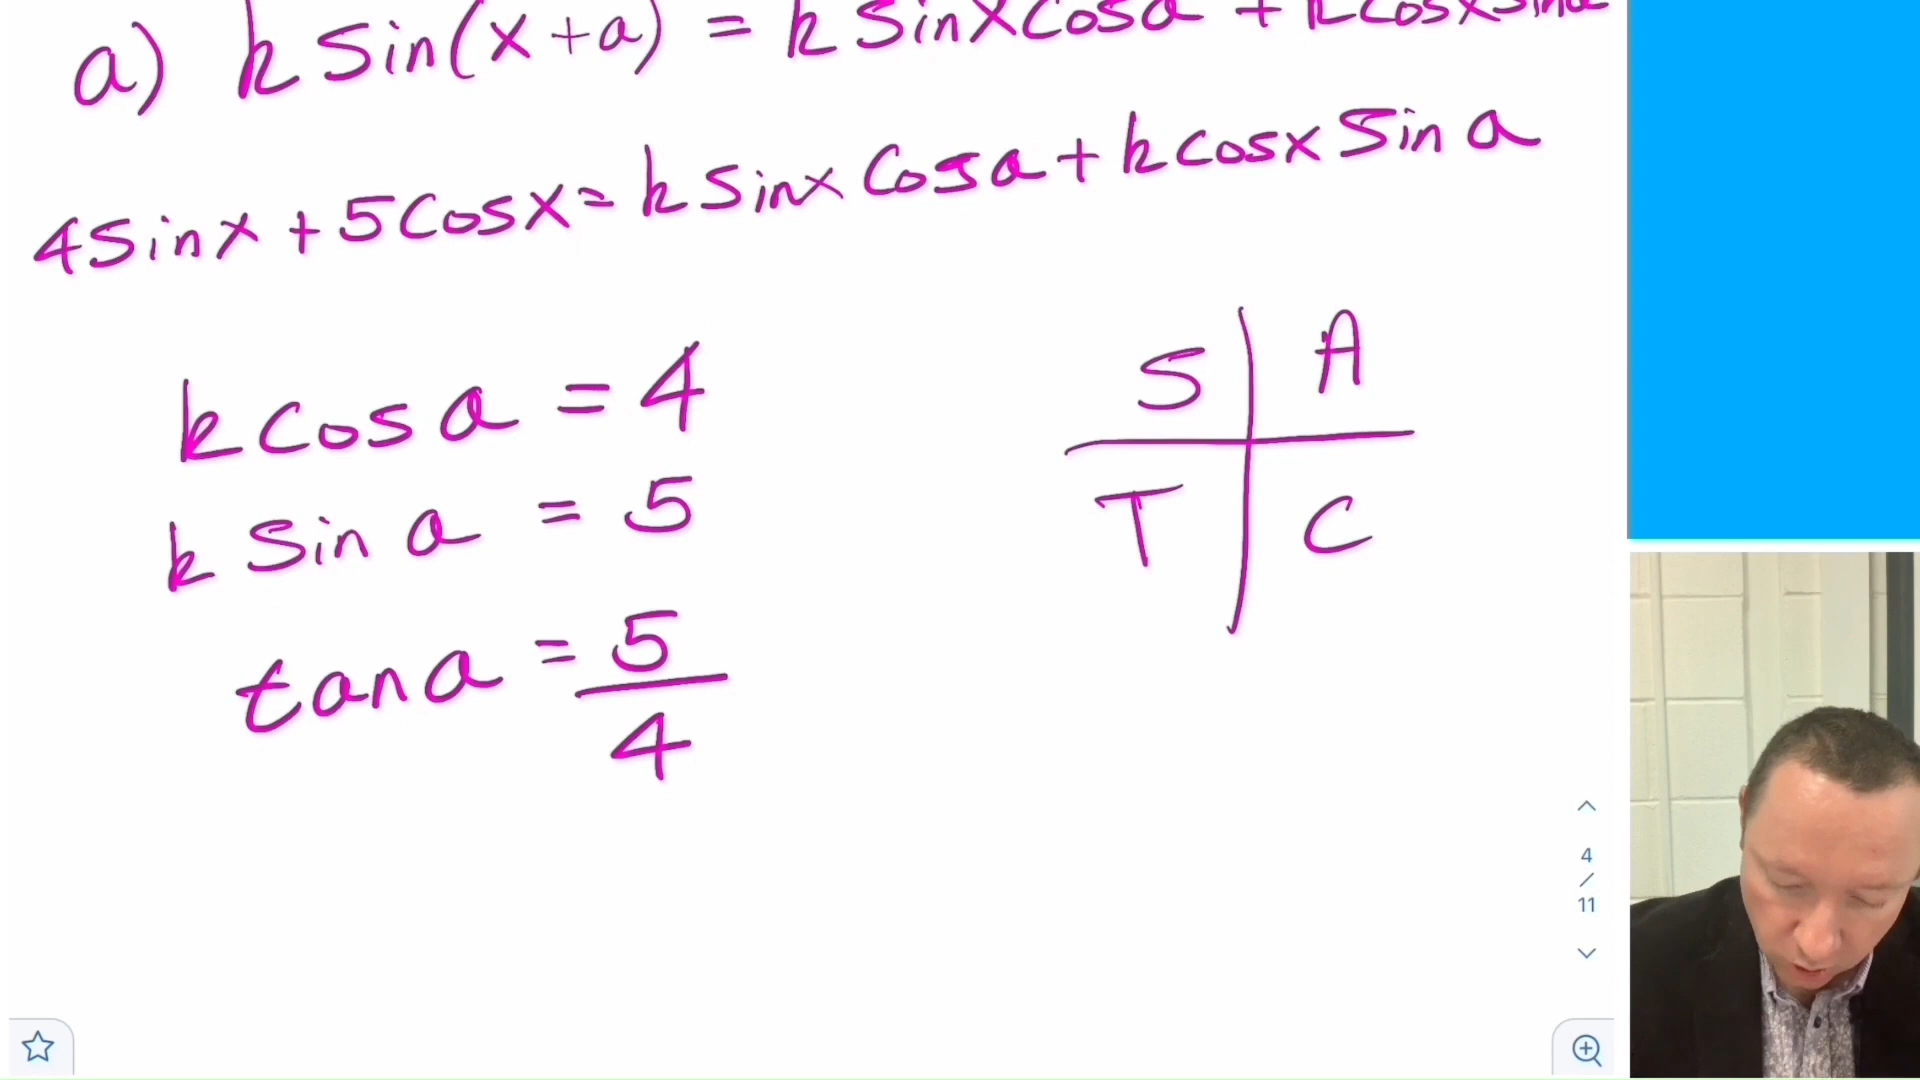 a) k sin(x+a) = k sinx cosa + k cosx sina
4sinx + 5cosx = k sinx cosa + k cosx sin a
k cos a = 4
k sin a = 5
tan a = 5/4
S A
T C
4
/
11